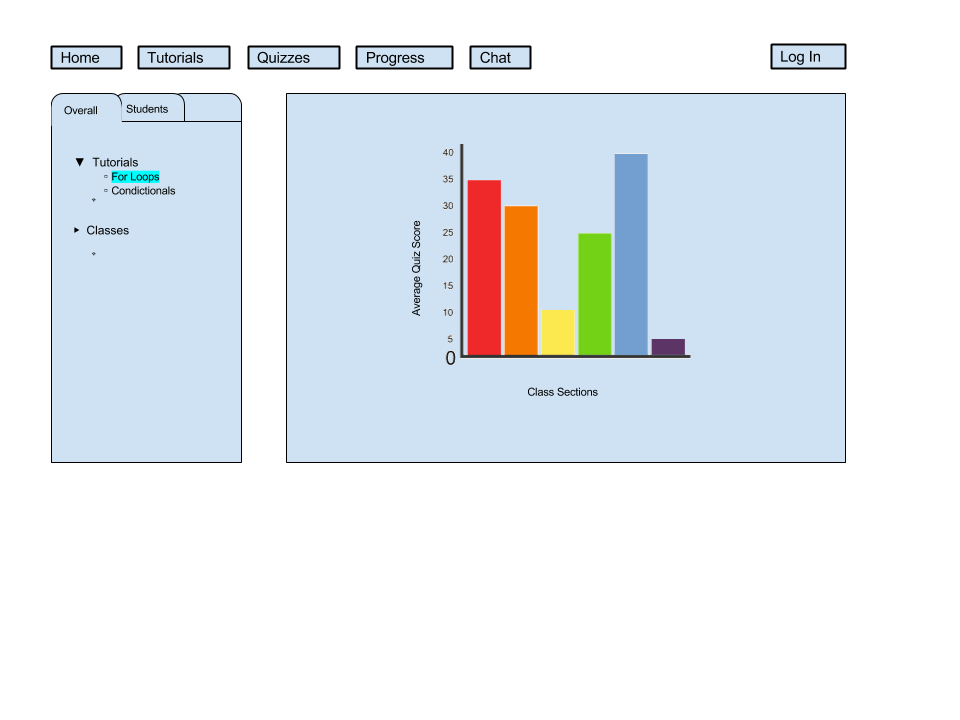 Home
Tutorials
Quizzes
Progress
Chat
Log In
Overall
Students
▼ Tutorials
▫ For Loops
▫ Condictionals
▸ Classes
Average Quiz Score
40
35
30
25
20
15
10
5
0
Class Sections